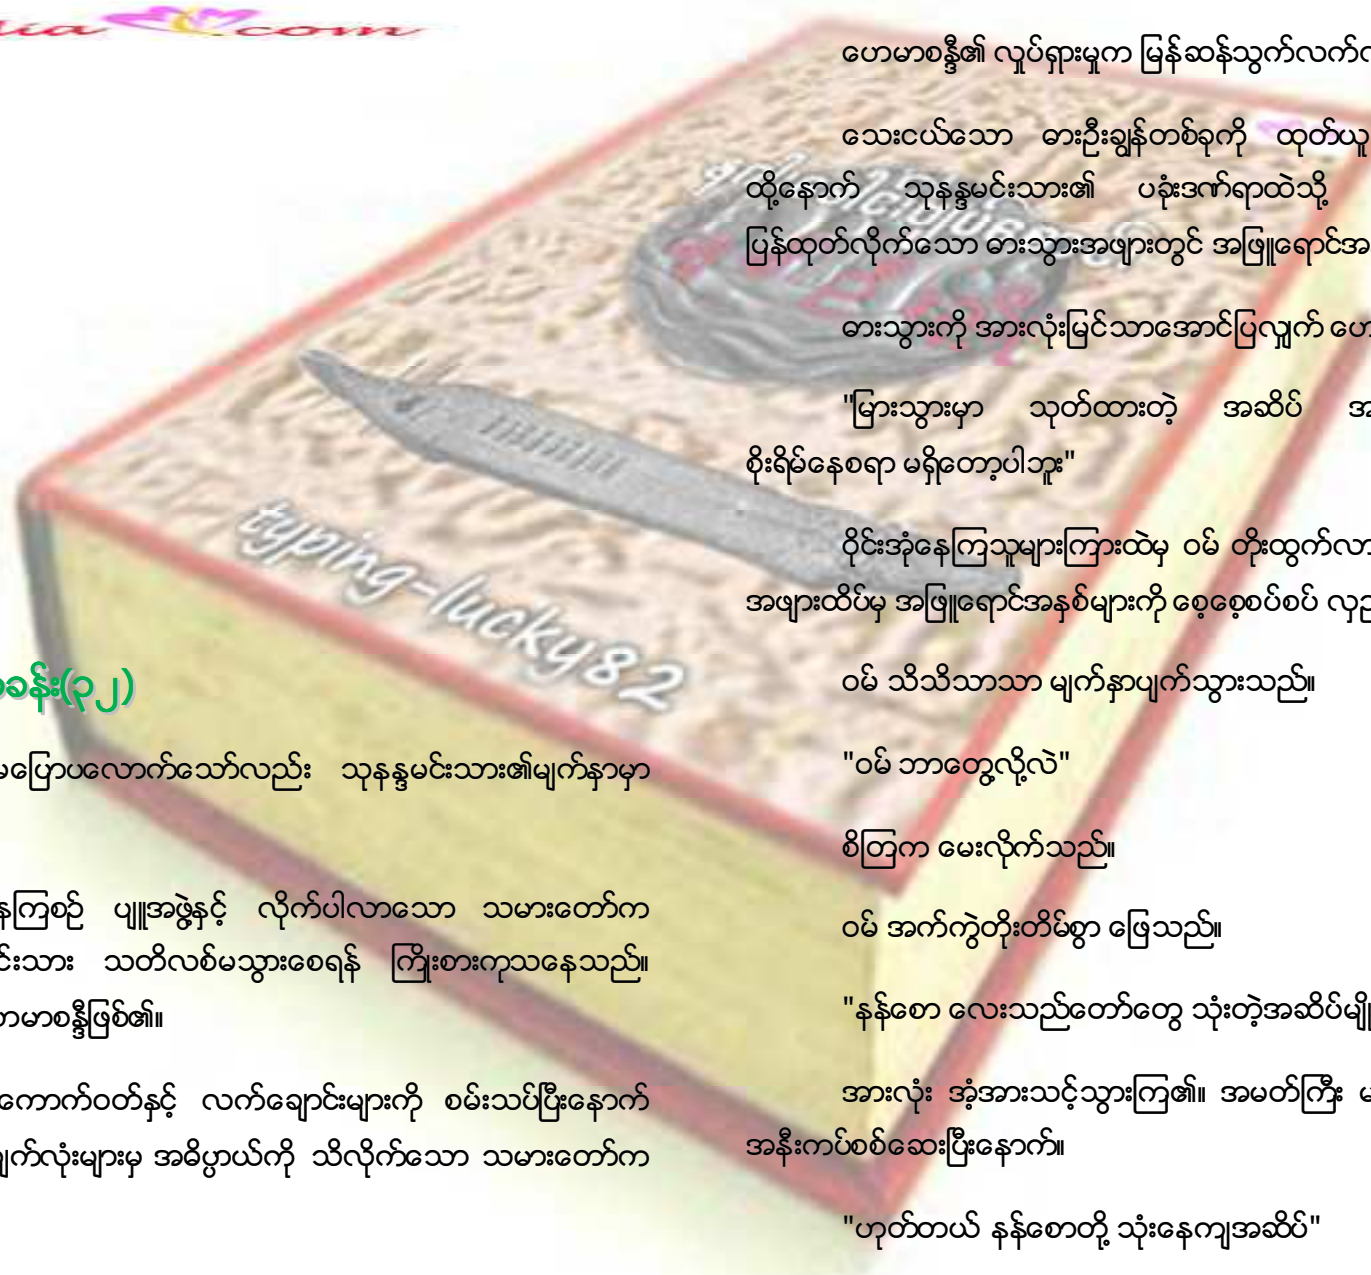 com
ခန်း(၃၂)
မပြောပလောက်သော်လည်း သုနန္ဒမင်းသား၏မျက်နှာမှာ
နေကြစဉ် ပျူအဖွဲ့နှင့် လိုက်ပါလာသော သမားတော်က
င်းသား သတိလစ်မသွားစေရန် ကြိုးစားကုသနေသည်။
ဟမာစန္ဒီဖြစ်၏။
ကောက်ဝတ်နှင့် လက်ချောင်းများကို စမ်းသပ်ပြီးနောက်
ျက်လုံးများမှ အဓိပ္ပာယ်ကို သိလိုက်သော သမားတော်က
ဟေမာစန္ဒီ၏ လှုပ်ရှားမှုက မြန်ဆန်သွက်လက်လ
သေးငယ်သော ဓားဦးချွန်တစ်ခုကို ထုတ်ယူ
ထို့နောက် သုနန္ဒမင်းသား၏ ပခုံးဒဏ်ရာထဲသို့
ပြန်ထုတ်လိုက်သော ဓားသွားအဖျားတွင် အဖြူရောင်အ
ဓားသွားကို အားလုံးမြင်သာအောင်ပြလျှက် ဟေ
"မြားသွားမှာ သုတ်ထားတဲ့ အဆိပ် အ
စိုးရိမ်နေစရာ မရှိတော့ပါဘူး"
ဝိုင်းအုံနေကြသူများကြားထဲမှ ဝမ် တိုးထွက်လာ
အဖျားထိပ်မှ အဖြူရောင်အနှစ်များကို စေ့စေ့စပ်စပ် လှည
ဝမ် သိသိသာသာ မျက်နှာပျက်သွားသည်။
"ဝမ် ဘာတွေ့လို့လဲ"
စိတြက မေးလိုက်သည်။
ဝမ် အက်ကွဲတိုးတိမ်စွာ ဖြေသည်။
"နန်စော လေးသည်တော်တွေ သုံးတဲ့အဆိပ်မျို
အားလုံး အံ့အားသင့်သွားကြ၏။ အမတ်ကြီး မ
အနီးကပ်စစ်ဆေးပြီးနောက်။
"ဟုတ်တယ် နန်စောတို့ သုံးနေကျအဆိပ်"
typing-lucky82